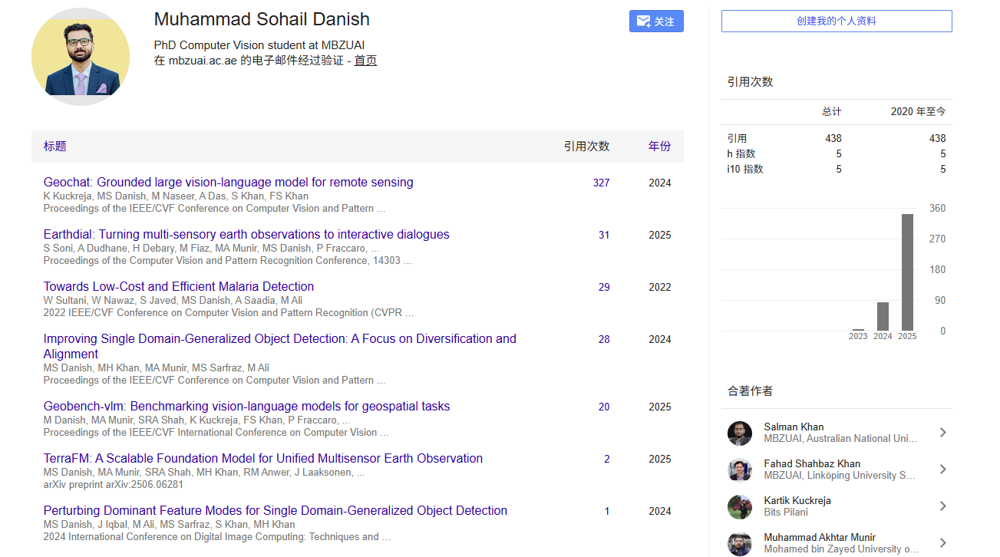 Muhammad Sohail Danish
关注
PhD Computer Vision student at MBZUAI
在 mbzuai.ac.ae 的电子邮件经过验证 - 首页
标题 引用次数 年份
Geochat: Grounded large vision-language model for remote sensing 327 2024
K Kuckreja, MS Danish, M Naseer, A Das, S Khan, FS Khan
Proceedings of the IEEE/CVF Conference on Computer Vision and Pattern …
Earthdial: Turning multi-sensory earth observations to interactive dialogues 31 2025
S Soni, A Dudhane, H Debary, M Fiaz, MA Munir, MS Danish, P Fraccaro, ...
Proceedings of the Computer Vision and Pattern Recognition Conference, 14303 …
Towards Low-Cost and Efficient Malaria Detection 29 2022
W Sultani, W Nawaz, S Javed, MS Danish, A Saadia, M Ali
2022 IEEE/CVF Conference on Computer Vision and Pattern Recognition (CVPR …
Improving Single Domain-Generalized Object Detection: A Focus on Diversification and 28 2024
Alignment
MS Danish, MH Khan, MA Munir, MS Sarfraz, M Ali
Proceedings of the IEEE/CVF Conference on Computer Vision and Pattern …
Geobench-vlm: Benchmarking vision-language models for geospatial tasks 20 2025
M Danish, MA Munir, SRA Shah, K Kuckreja, FS Khan, P Fraccaro, ...
Proceedings of the IEEE/CVF International Conference on Computer Vision …
TerraFM: A Scalable Foundation Model for Unified Multisensor Earth Observation 2 2025
MS Danish, MA Munir, SRA Shah, MH Khan, RM Anwer, J Laaksonen, ...
arXiv preprint arXiv:2506.06281
Perturbing Dominant Feature Modes for Single Domain-Generalized Object Detection 1 2024
MS Danish, J Iqbal, M Ali, MS Sarfraz, S Khan, MH Khan
2024 International Conference on Digital Image Computing: Techniques and …
创建我的个人资料
引用次数
总计 2020 年至今
引用 438 438
h 指数 5 5
i10 指数 5 5
360
270
180
90
0
2023 2024 2025
合著作者
Salman Khan
MBZUAI, Australian National Uni…
Fahad Shahbaz Khan
MBZUAI, Linköping University S…
Kartik Kuckreja
Bits Pilani
Muhammad Akhtar Munir
Mohamed bin Zayed University o…